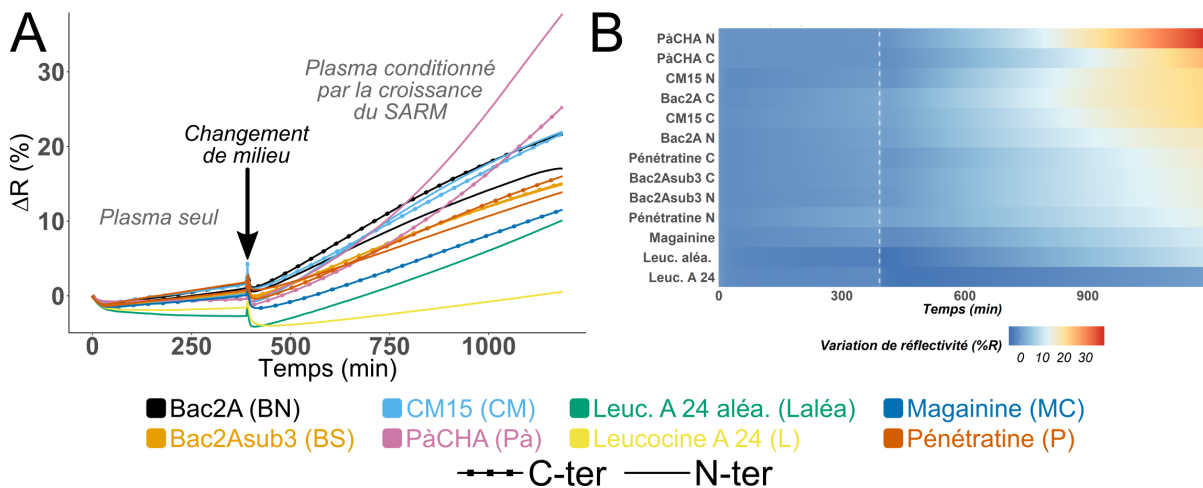 A
ΔR (%)
30
20
10
0
Plasma conditionné
par la croissance
du SARM
Changement
de milieu
Plasma seul
0
250
500
750
1000
Temps (min)
B
PàCHA N
PàCHA C
CM15 N
Bac2A C
CM15 C
Bac2A N
Pénétratine C
Bac2Asub3 C
Bac2Asub3 N
Pénétratine N
Magainine
Leuc. aléa.
Leuc. A 24
0
300
600
900
Temps (min)
Variation de réflectivité (%R)
0 10 20 30
Bac2A (BN)
CM15 (CM)
Leuc. A 24 aléa. (Laléa)
Magainine (MC)
Bac2Asub3 (BS)
PàCHA (Pà)
Leucocine A 24 (L)
Pénétratine (P)
C-ter
N-ter